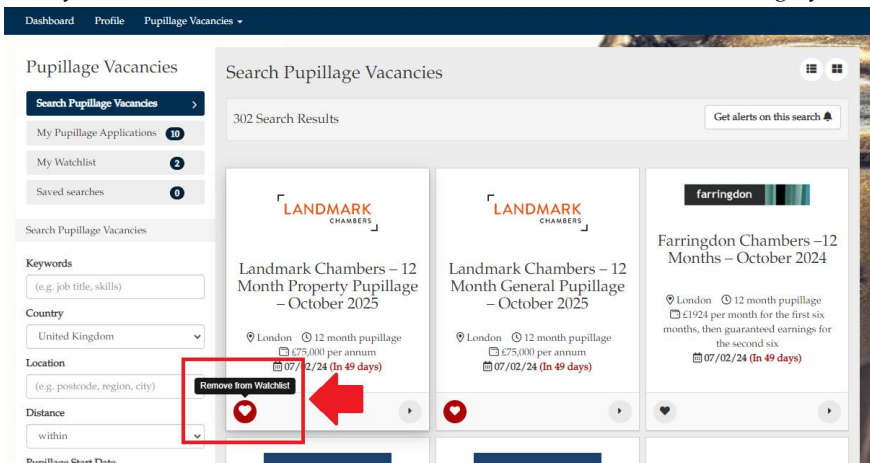 Dashboard Profile Pupillage Vacancies
Pupillage Vacancies
Search Pupillage Vacancies
My Pupillage Applications 10
My Watchlist 2
Saved searches 0
Search Pupillage Vacancies
Keywords
(e.g. job title, skills)
Country
United Kingdom
Location
(e.g. postcode, region, city)
Distance
within
Pupillage Start Date
Search Pupillage Vacancies
302 Search Results
Get alerts on this search
LANDMARK
CHAMBERS
Landmark Chambers – 12
Month Property Pupillage
– October 2025
London 12 month pupillage
£75,000 per annum
07/02/24 (In 49 days)
Remove from Watchlist
LANDMARK
CHAMBERS
Landmark Chambers – 12
Month General Pupillage
– October 2025
London 12 month pupillage
£75,000 per annum
07/02/24 (In 49 days)
farringdon
Farringdon Chambers –12
Months – October 2024
London 12 month pupillage
£1924 per month for the first six
months, then guaranteed earnings for
the second six
07/02/24 (In 49 days)